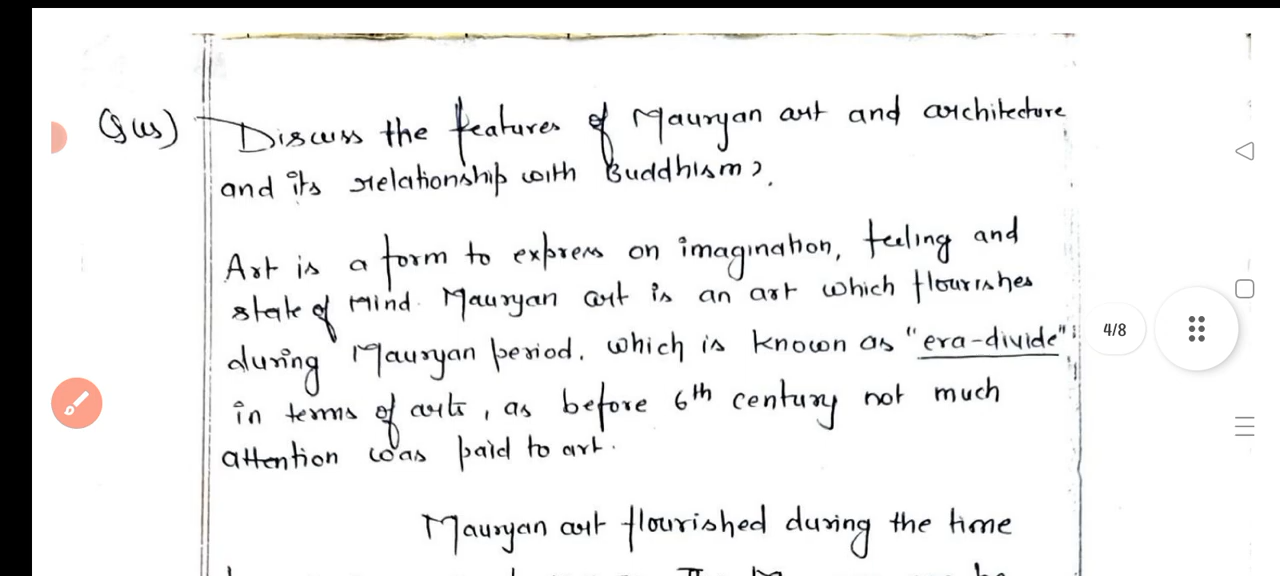 Q(us) Discuss the features of Mauryan art and architecture
and its relationship with Buddhism?
Art is a form to express on imagination, feeling and
state of Mind. Mauryan art is an art which flourishes
during Mauryan period. which is known as "era-divide"
in terms of arts, as before 6th century not much
attention was paid to art.
Mauryan art flourished during the time
4/8